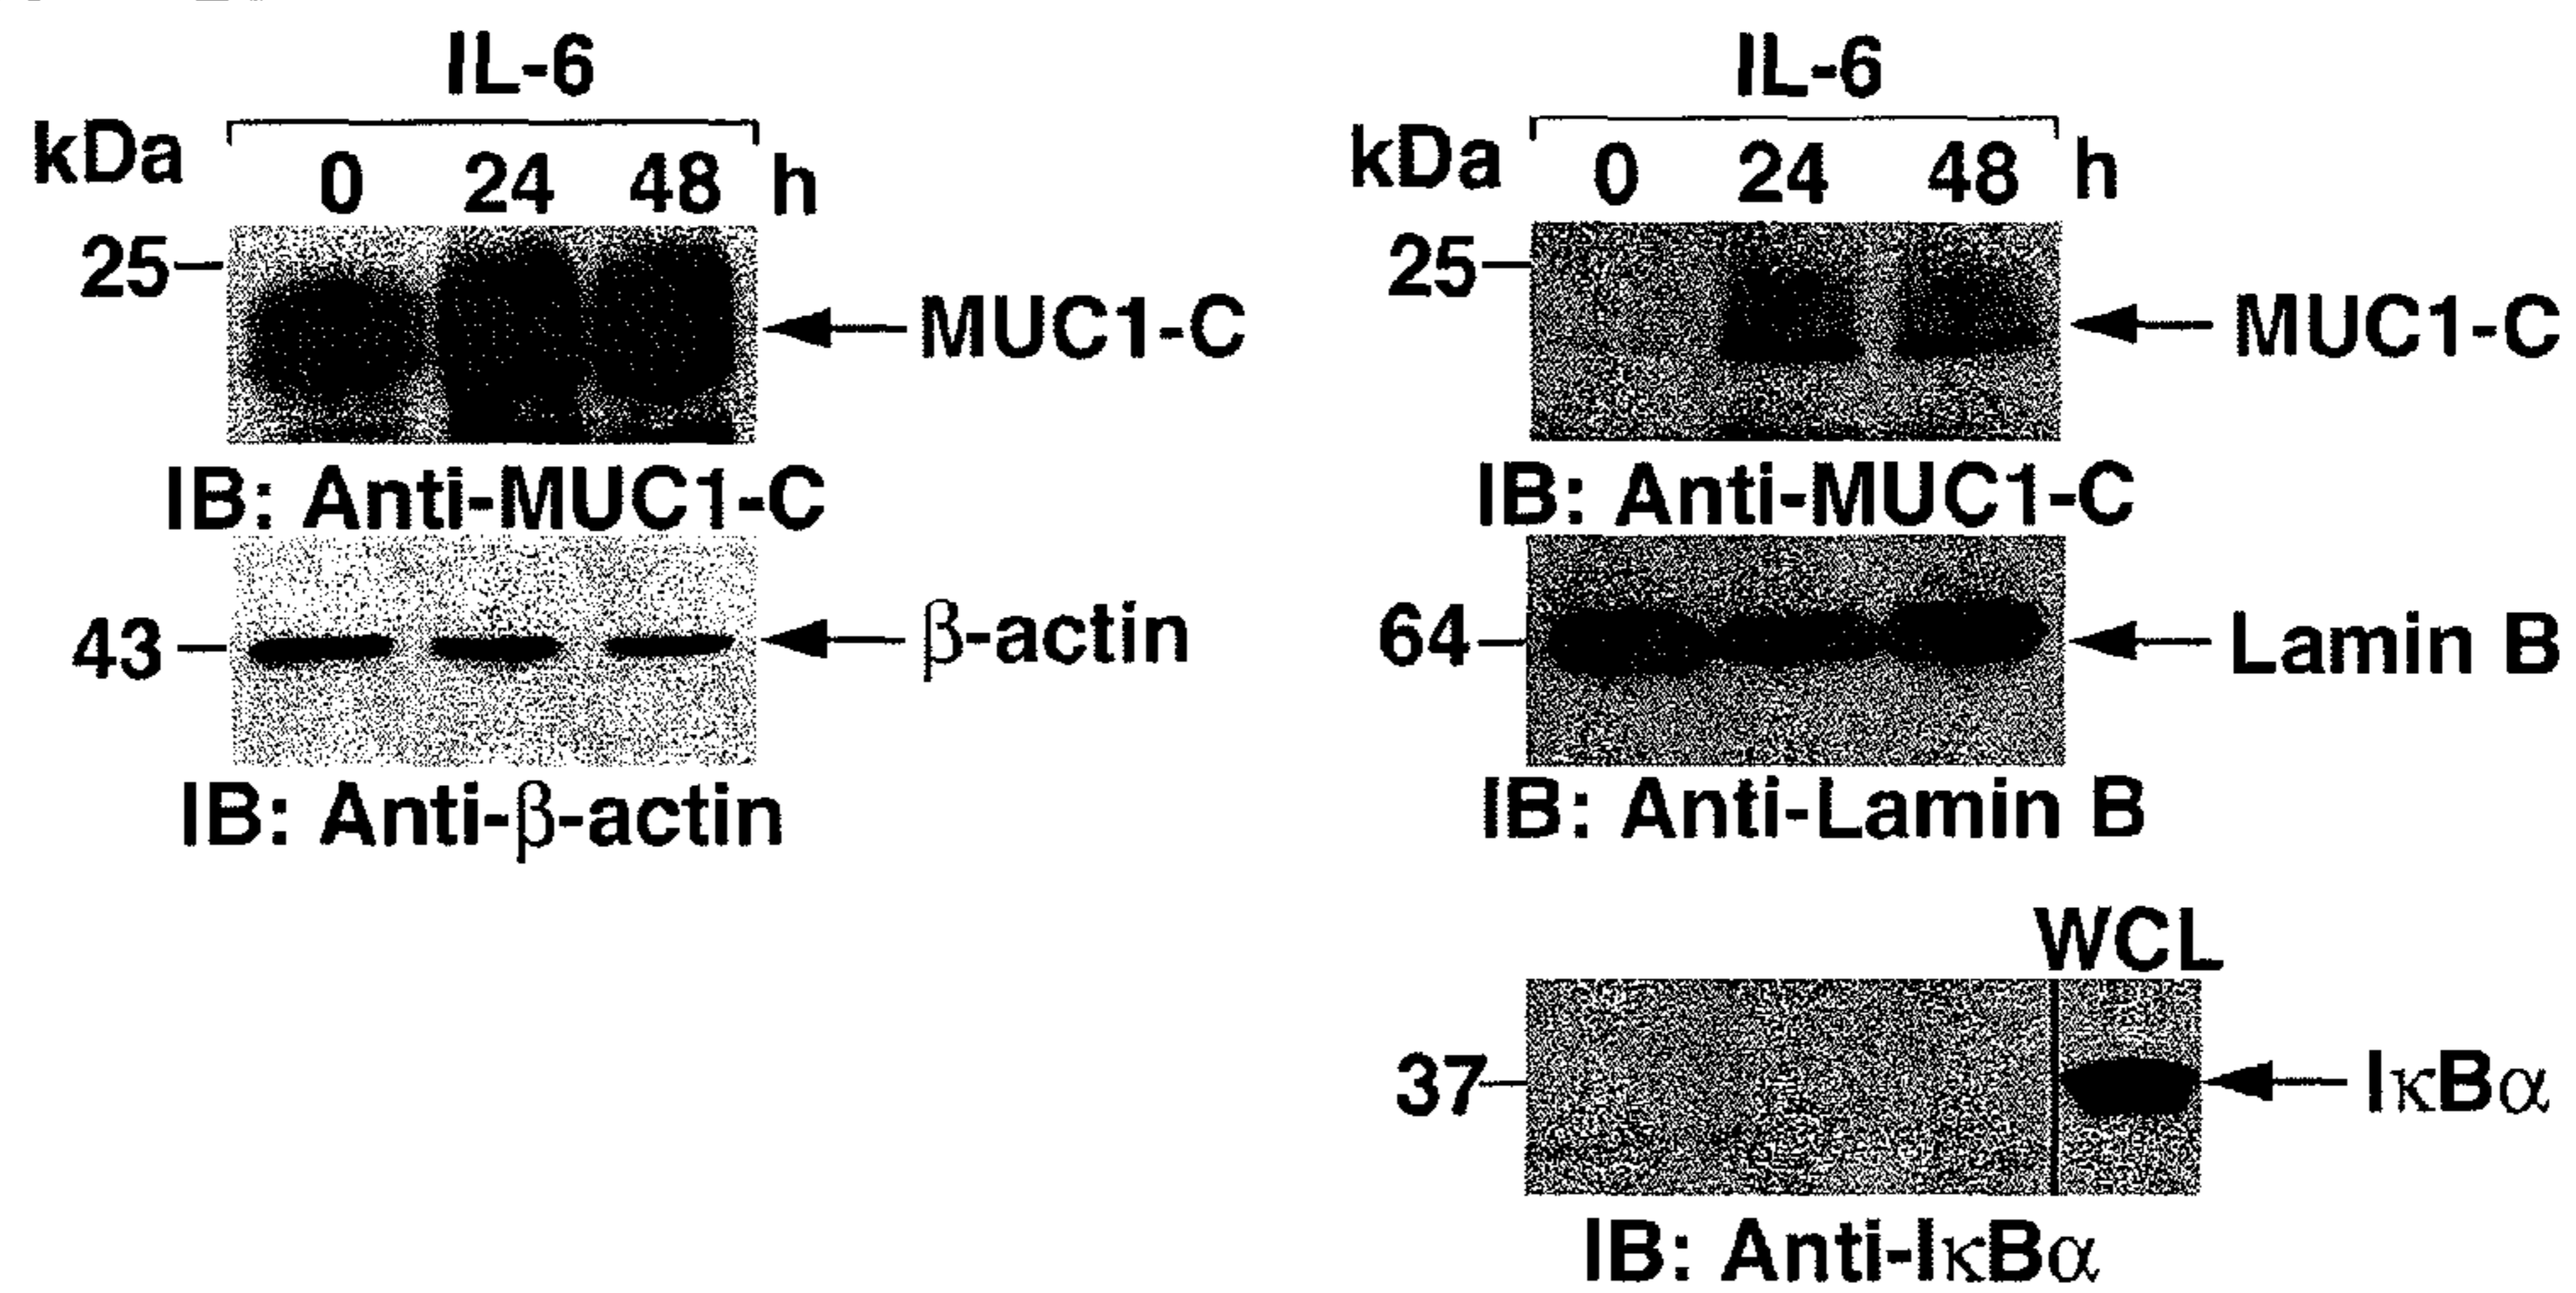 IL-6
kDa
0 24 48 h
25
MUC1-C
IB: Anti-MUC1-C
43
β-actin
IB: Anti-β-actin
IL-6
kDa
0 24 48 h
25
MUC1-C
IB: Anti-MUC1-C
64
Lamin B
IB: Anti-Lamin B
WCL
37
IκBα
IB: Anti-IκBα